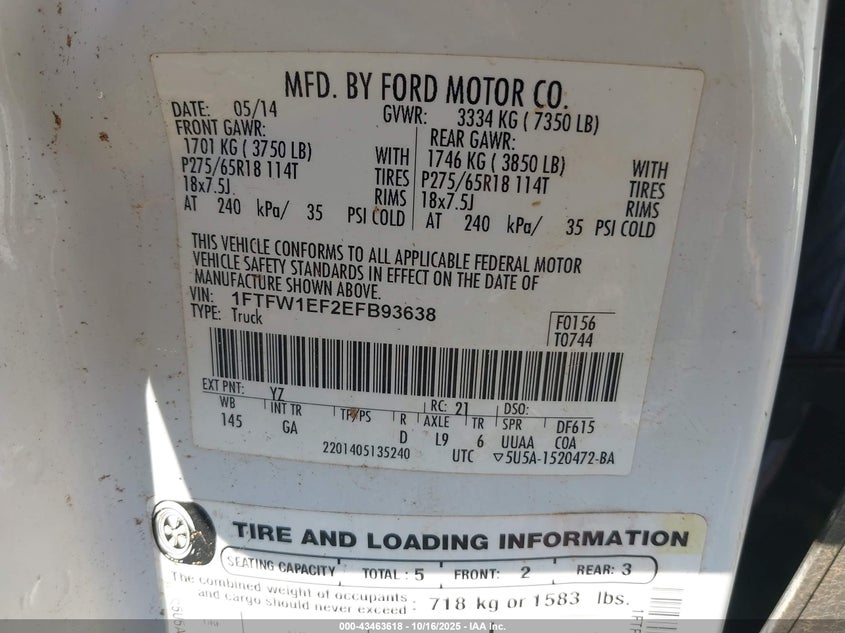 MFD. BY FORD MOTOR CO.
DATE: 05/14 GVWR: 3334 KG ( 7350 LB)
FRONT GAWR: REAR GAWR:
1701 KG ( 3750 LB) WITH 1746 KG ( 3850 LB) WITH
P275/65R18 114T TIRES P275/65R18 114T TIRES
18x7.5J RIMS 18x7.5J RIMS
AT 240 kPa/ 35 PSI COLD AT 240 kPa/ 35 PSI COLD
THIS VEHICLE CONFORMS TO ALL APPLICABLE FEDERAL MOTOR
VEHICLE SAFETY STANDARDS IN EFFECT ON THE DATE OF
MANUFACTURE SHOWN ABOVE.
VIN: 1FTFW1EF2EFB93638
TYPE: Truck
F0156
T0744
EXT PNT: YZ RC: 21 DSO:
WB INT TR TP/PS R AXLE TR SPR DF615
145 GA D L9 6 UUAA COA
2201405135240 UTC ▽5U5A-1520472-BA
TIRE AND LOADING INFORMATION
SEATING CAPACITY TOTAL: 5 FRONT: 2 REAR: 3
The combined weight of occupants
and cargo should never exceed: 718 kg or 1583 lbs.
000-43463618 - 10/16/2025 - www.iaai.com